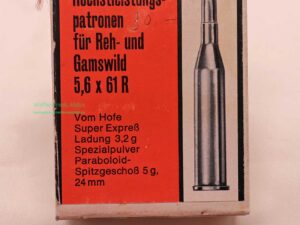 Höchstleistungs-
patronen
für Reh- und
Gamswild
5,6 x 61 R
Vom Hofe
Super Expreß
Ladung 3,2 g
Spezialpulver
Paraboloid-
Spitzgeschoß 5 g,
24 mm